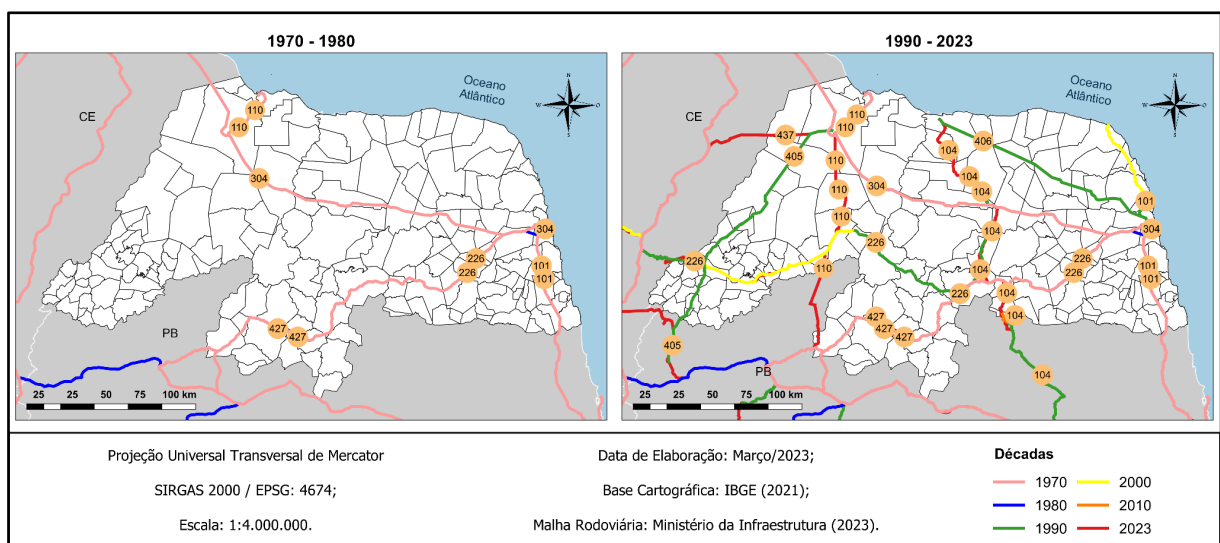 1970 - 1980
1990 - 2023
Oceano
Atlântico
N
W
O
S
CE
PB
110
110
304
304
226
226
101
101
427
427
25 25 50 75 100 km
Oceano
Atlântico
N
W
O
S
CE
PB
110
110
437
405
110
110
304
110
226
110
226
226
405
427
427
427
104
406
104
104
104
104
104
104
104
101
304
226
226
101
101
25 25 50 75 100 km
Projeção Universal Transversal de Mercator
SIRGAS 2000 / EPSG: 4674;
Escala: 1:4.000.000.
Data de Elaboração: Março/2023;
Base Cartográfica: IBGE (2021);
Malha Rodoviária: Ministério da Infraestrutura (2023).
Décadas
1970 2000
1980 2010
1990 2023